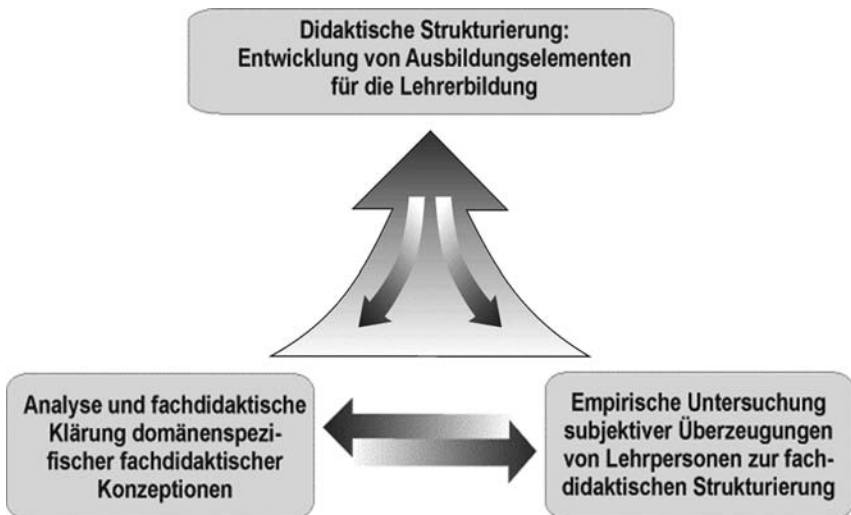 Didaktische Strukturierung:
Entwicklung von Ausbildungselementen
für die Lehrerbildung
Analyse und fachdidaktische
Klärung domänenspezi-
fischer fachdidaktischer
Konzeptionen
Empirische Untersuchung
subjektiver Überzeugungen
von Lehrpersonen zur fach-
didaktischen Strukturierung